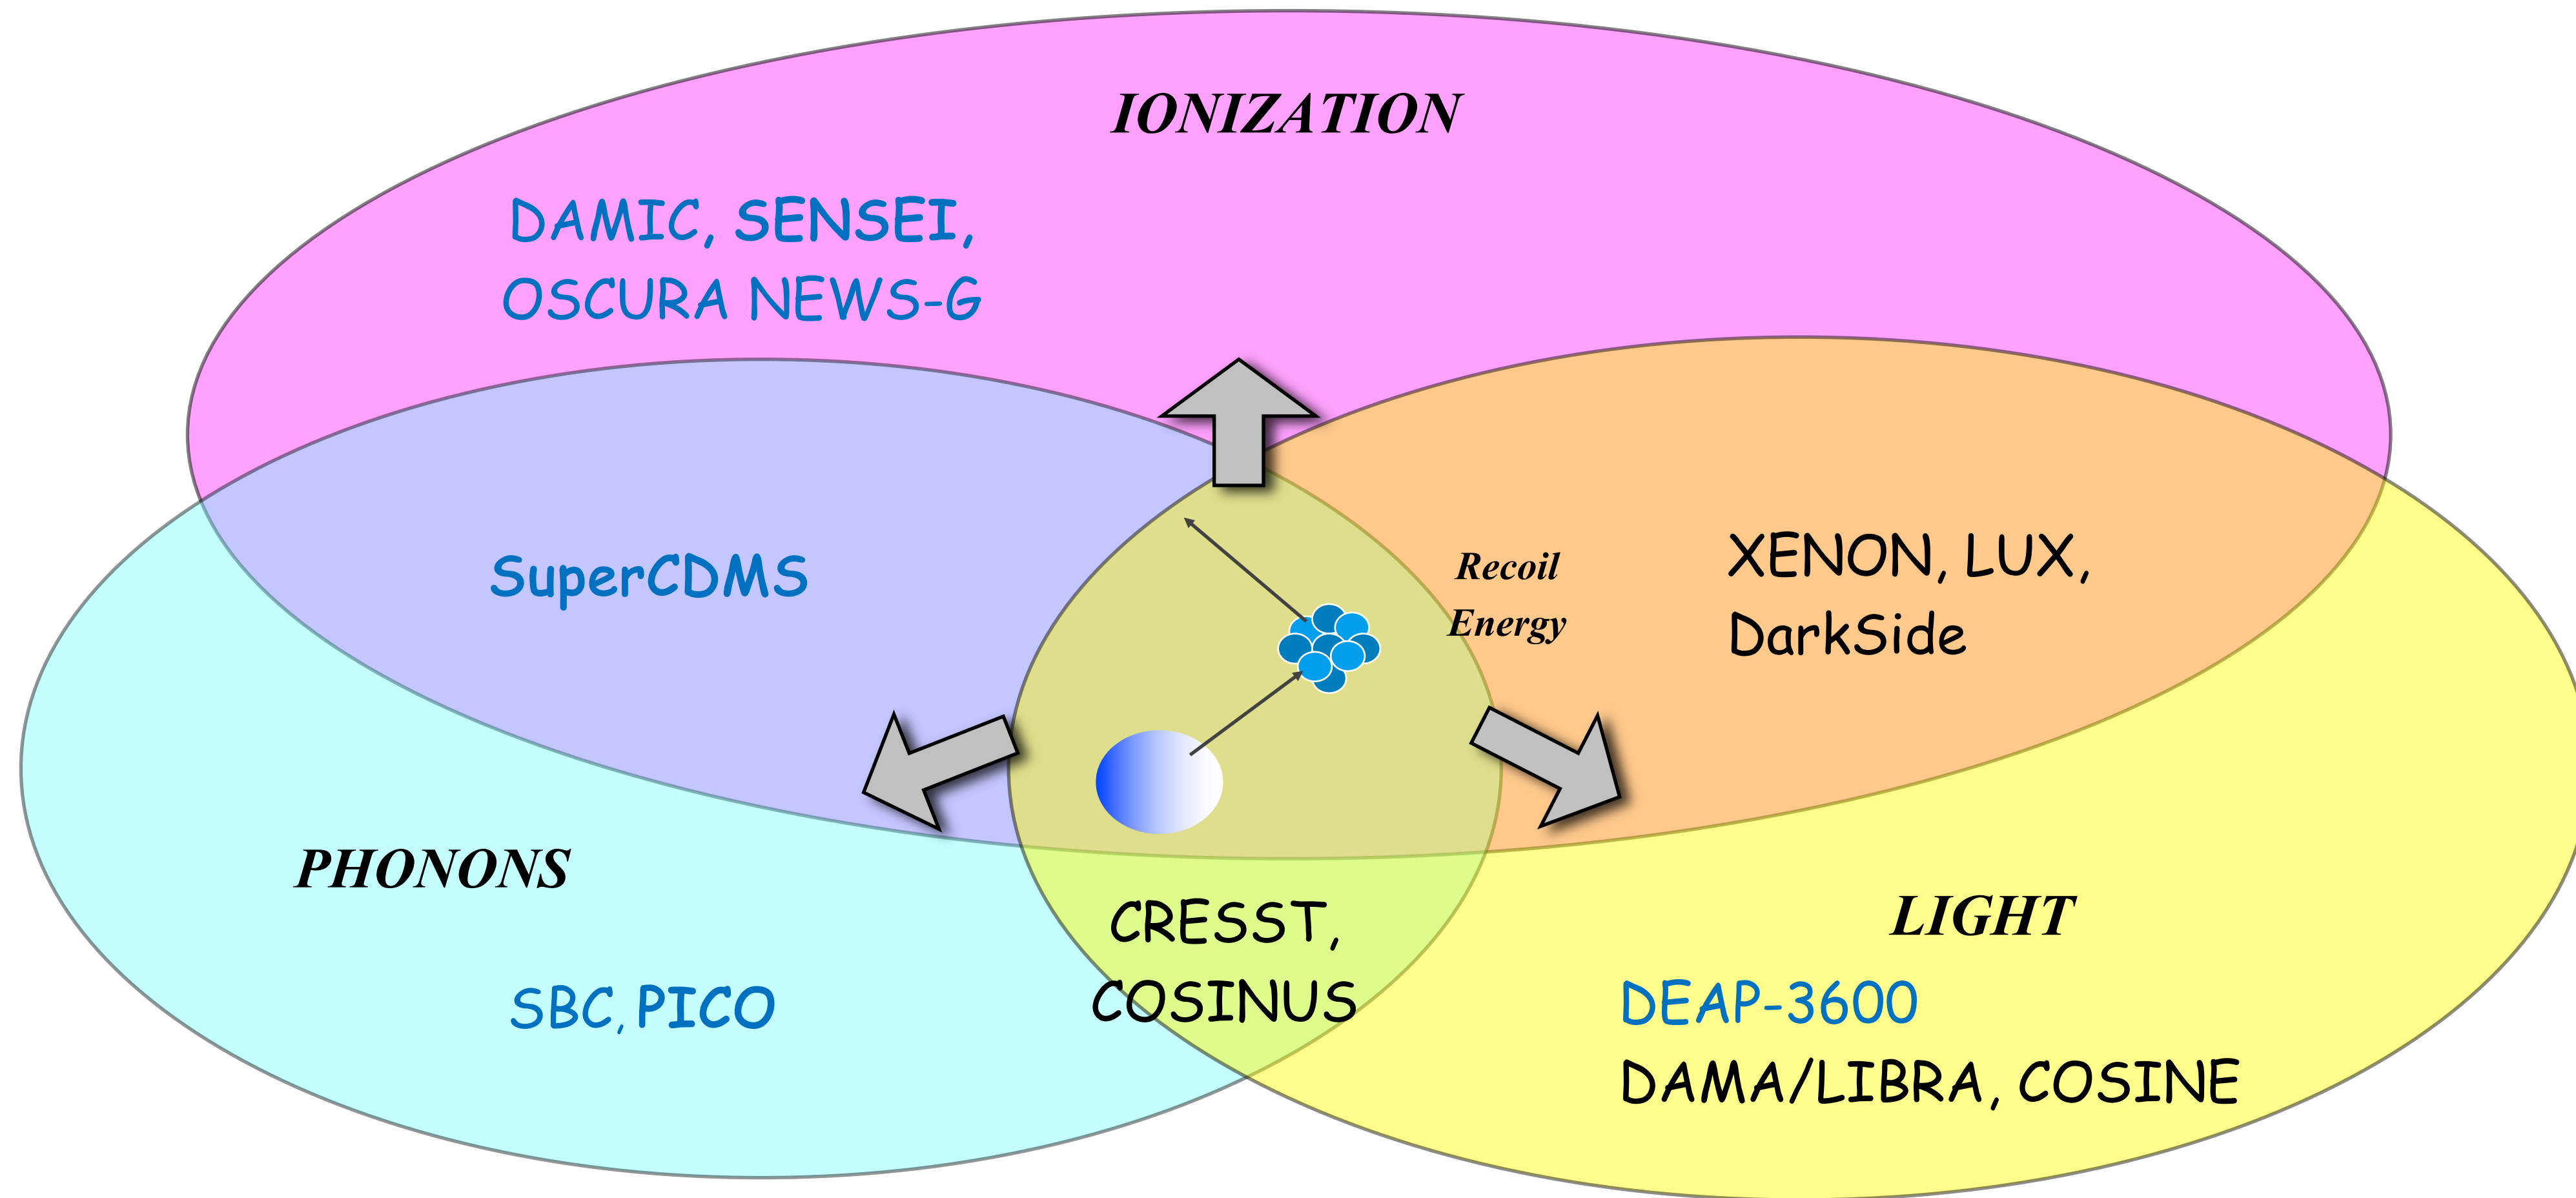 IONIZATION
DAMIC, SENSEI,
OSCURA NEWS-G
SuperCDMS
Recoil
Energy
XENON, LUX,
DarkSide
PHONONS
SBC, PICO
CRESST,
COSINUS
LIGHT
DEAP-3600
DAMA/LIBRA, COSINE